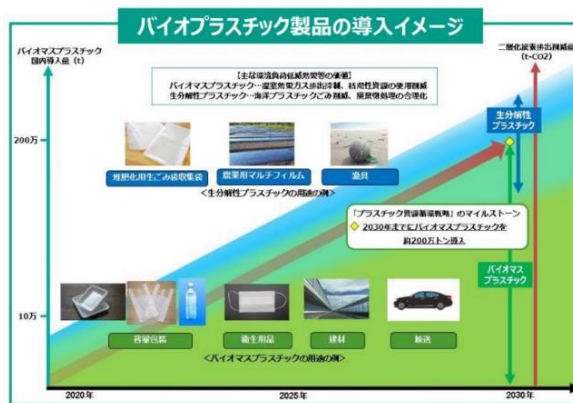 バイオプラスチック製品の導入イメージ
バイオマスプラスチック
国内導入量(t)
二酸化炭素排出削減量
(t-CO2)
【主な環境負荷低減効果等の価値】
バイオマスプラスチック…温室効果ガス排出抑制、枯渇性資源の使用削減
生分解性プラスチック…海洋プラスチックごみ削減、廃棄物処理の合理化
200万
生分解性
プラスチック
堆肥化用生ごみ袋収集袋
農業用マルチフィルム
漁具
<生分解性プラスチックの用途の例>
「プラスチック資源循環戦略」のマイルストーン
2030年までにバイオマスプラスチックを
約200万トン導入
バイオマス
プラスチック
10万
容器包装
衛生用品
建材
輸送
<バイオマスプラスチックの用途の例>
2020年
2025年
2030年